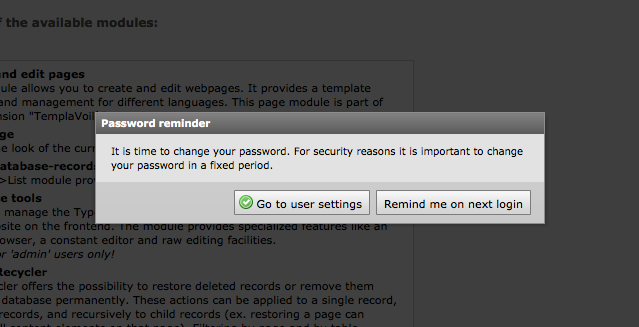 f the available modules:
and edit pages
ule allows you to create and edit webpages. It provides a template
and management for different languages. This page module is part of
ension "TemplaVoil
Password reminder
ge
It is time to change your password. For security reasons it is important to change
e look of the curr
your password in a fixed period.
atabase-records
>List module prov
Go to user settings
Remind me on next login
e tools
manage the Typ
osite on the frontend. The module provides specialized features like an
owser, a constant editor and raw editing facilities.
or 'admin' users only!
Recycler
cler offers the possibility to restore deleted records or remove them
database permanently. These actions can be applied to a single record,
records, and recursively to child records (ex. restoring a page can